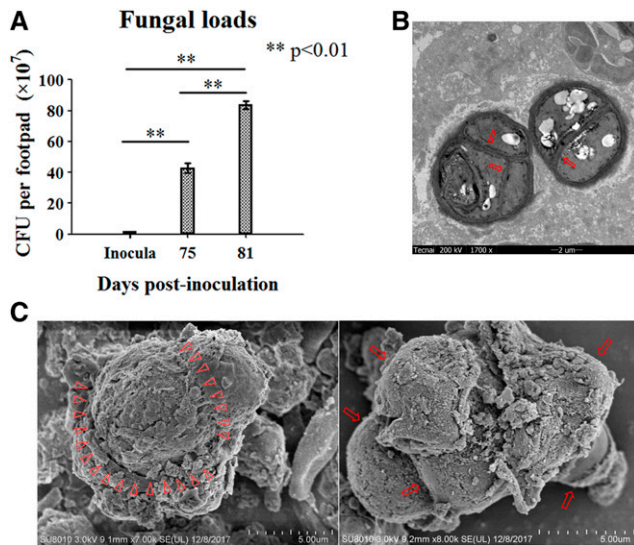 A
Fungal loads
** p<0.01
**
**
**
CFU per footpad (×10⁷)
100
80
60
40
20
0
Inocula 75 81
Days post-inoculation
B
Tecnai 200 kV 1700 x 2 um
C
SU8010 3.0kV 9.1mm x7.00k SE(UL) 12/8/2017 5.00um
SU8010 3.0kV 9.2mm x8.00k SE(UL) 12/8/2017 5.00um